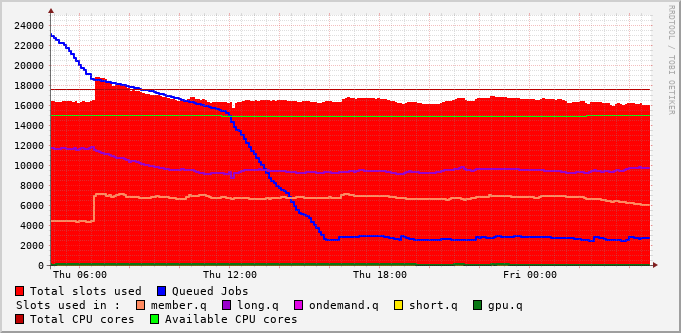 24000
22000
20000
18000
16000
14000
12000
10000
8000
6000
4000
2000
0
Thu 06:00 Thu 12:00 Thu 18:00 Fri 00:00
RRDTOOL / TOBI OETIKER
Total slots used Queued Jobs
Slots used in : member.q long.q ondemand.q short.q gpu.q
Total CPU cores Available CPU cores